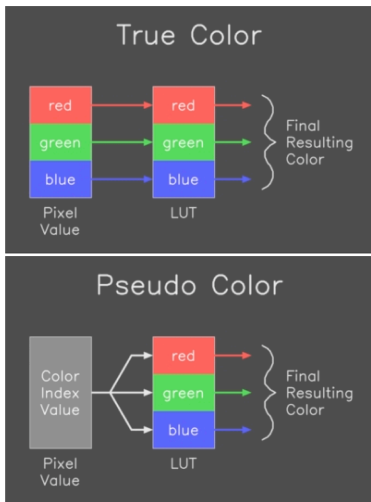 True Color
red
red
green
green
blue
blue
Final
Resulting
Color
Pixel
Value
LUT
Pseudo Color
Color
Index
Value
red
green
blue
Final
Resulting
Color
Pixel
Value
LUT